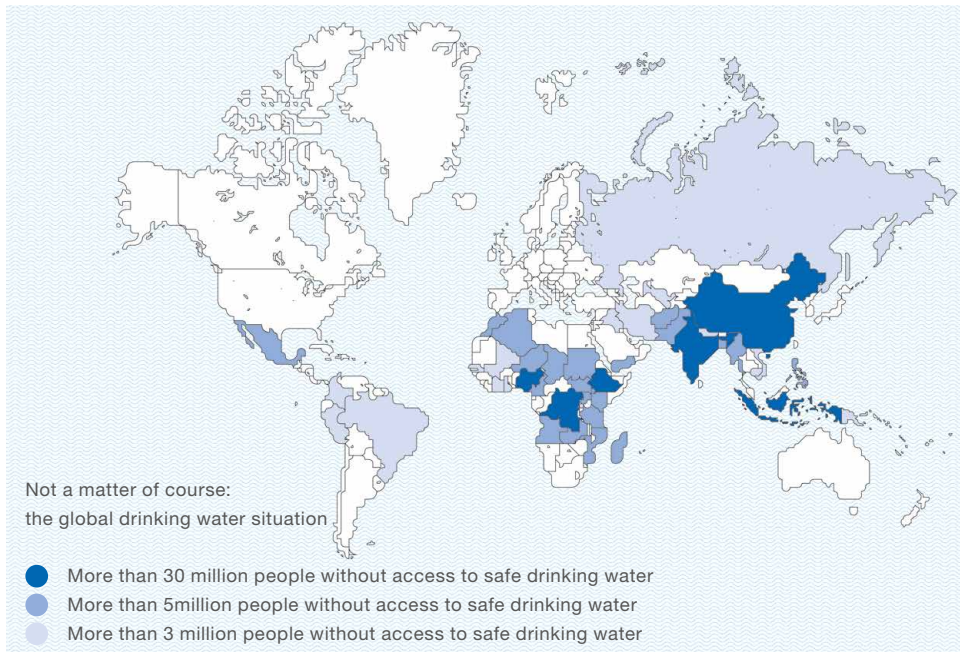 Not a matter of course:
the global drinking water situation
More than 30 million people without access to safe drinking water
More than 5million people without access to safe drinking water
More than 3 million people without access to safe drinking water